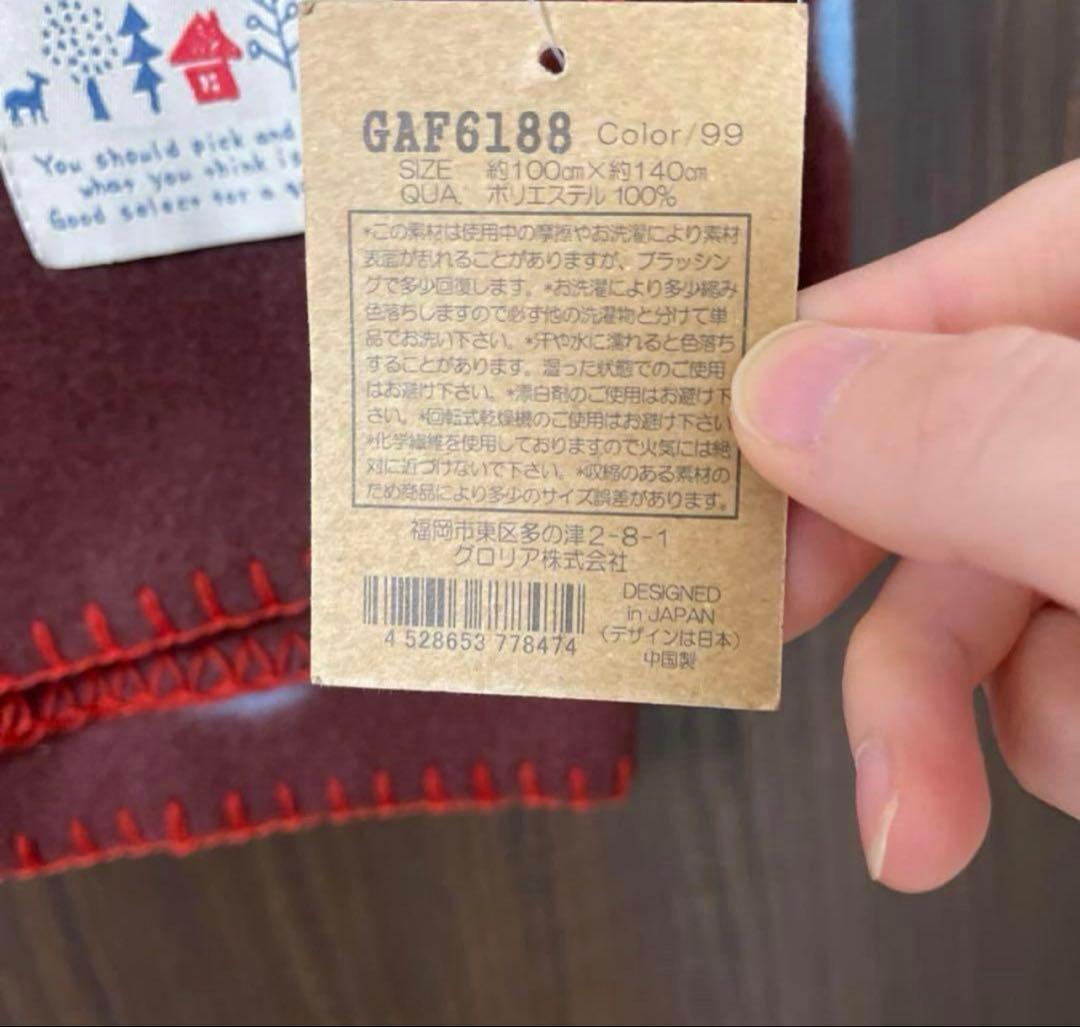 You should pick and
what you think is
Good select for a
GAF6188 Color/99
SIZE 約100cm×約140cm
QUA. ポリエステル 100%
*この素材は使用中の摩擦やお洗濯により素材
表面が乱れることがありますが、ブラッシン
グで多少回復します。*お洗濯により多少縮み
色落ちしますので必ず他の洗濯物と分けて単
品でお洗い下さい。*汗や水に濡れると色落ち
することがあります。湿った状態でのご使用
はお避け下さい。*漂白剤のご使用はお避け下
さい。*回転式乾燥機のご使用はお避け下さい
*化学繊維を使用しておりますので火気には絶
対に近づけないで下さい。*収縮のある素材の
ため商品により多少のサイズ誤差があります。
福岡市東区多の津2-8-1
グロリア株式会社
4 528653 778474
DESIGNED
in JAPAN
(デザインは日本)
中国製